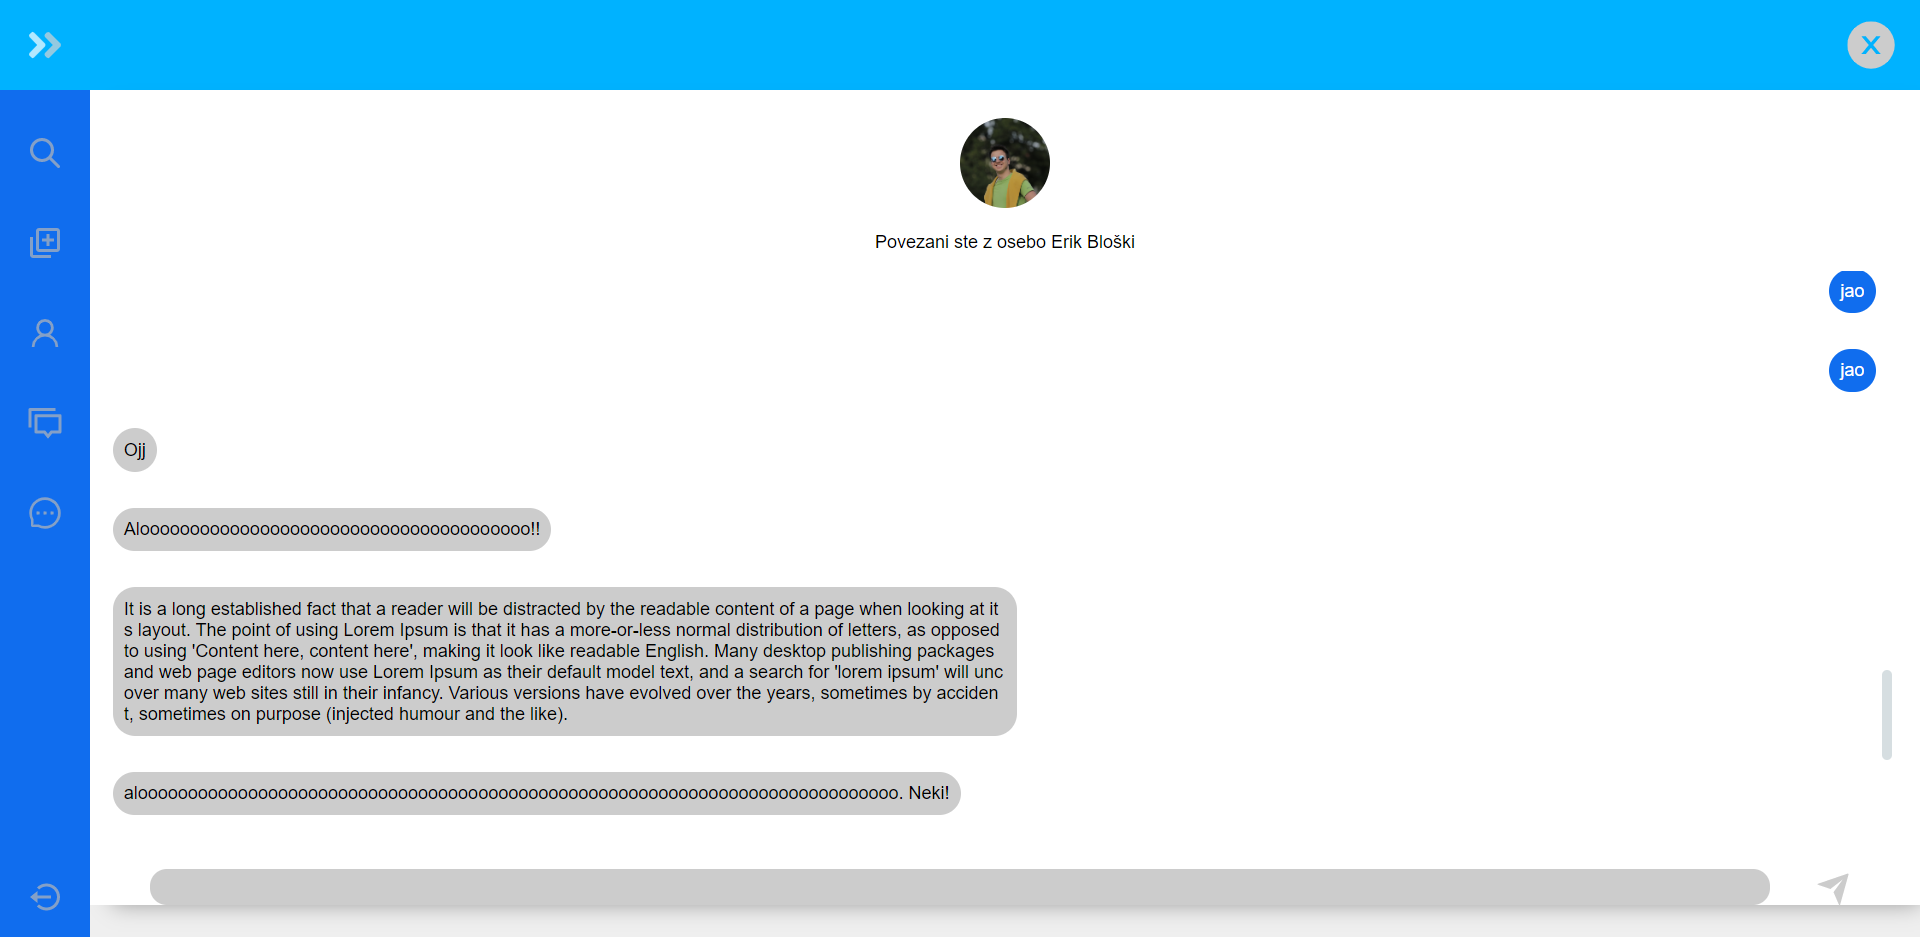 X
Povezani ste z osebo Erik Bloški
jao
jao
Ojj
Alooooooooooooooooooooooooooooooooooooooo!!
It is a long established fact that a reader will be distracted by the readable content of a page when looking at it
s layout. The point of using Lorem Ipsum is that it has a more-or-less normal distribution of letters, as opposed
to using 'Content here, content here', making it look like readable English. Many desktop publishing packages
and web page editors now use Lorem Ipsum as their default model text, and a search for 'lorem ipsum' will unc
over many web sites still in their infancy. Various versions have evolved over the years, sometimes by acciden
t, sometimes on purpose (injected humour and the like).
aloooooooooooooooooooooooooooooooooooooooooooooooooooooooooooooooooooooooooooo. Neki!